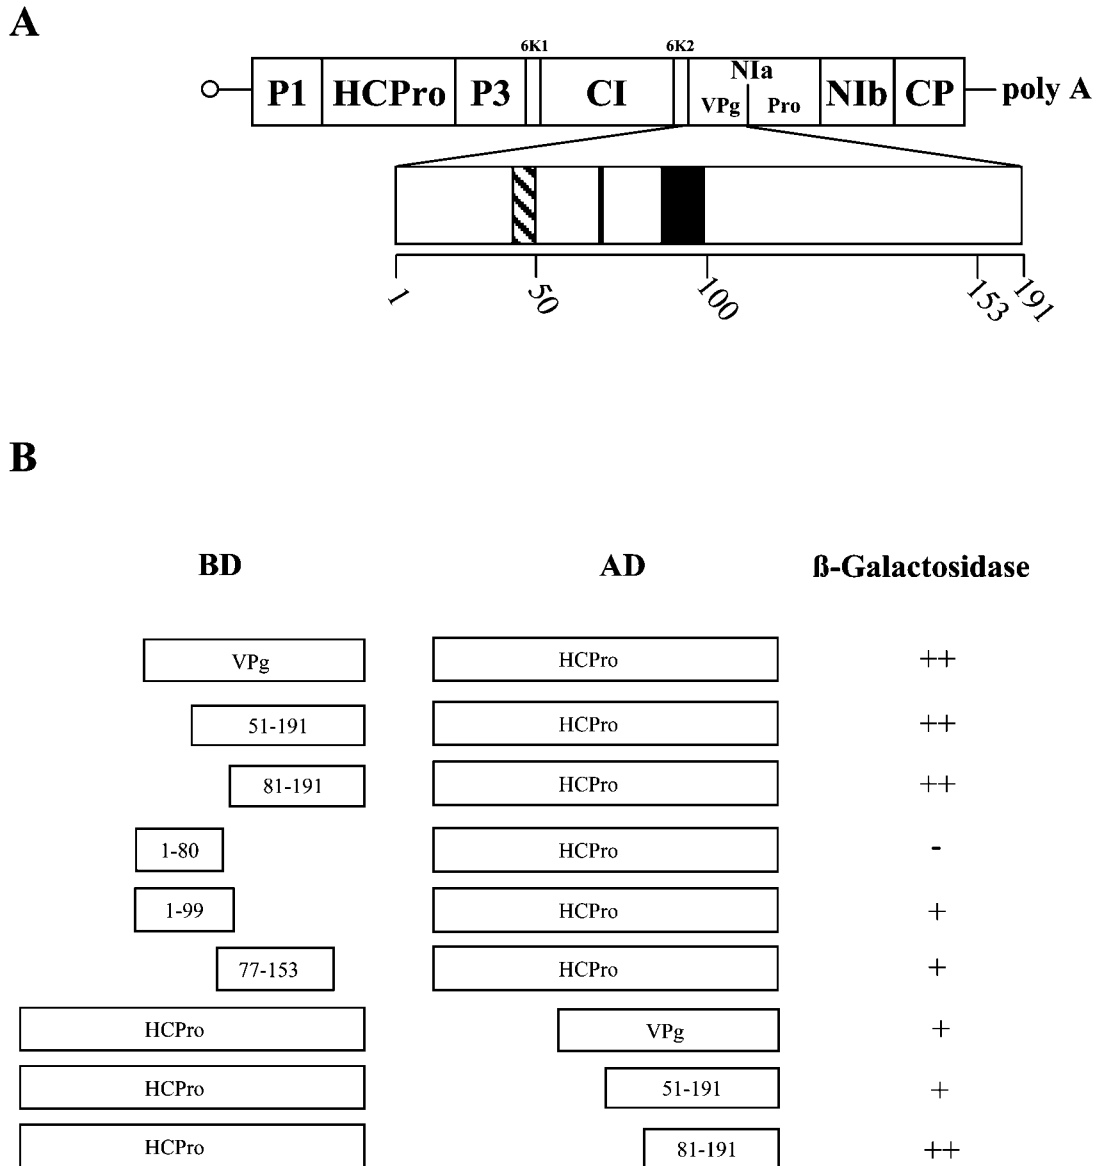 A
6K1 6K2
P1 HCPro P3 CI NIa VPg Pro NIb CP poly A
1 50 100 153 191
B
BD AD ß-Galactosidase
VPg HCPro ++
51-191 HCPro ++
81-191 HCPro ++
1-80 HCPro -
1-99 HCPro +
77-153 HCPro +
HCPro VPg +
HCPro 51-191 +
HCPro 81-191 ++